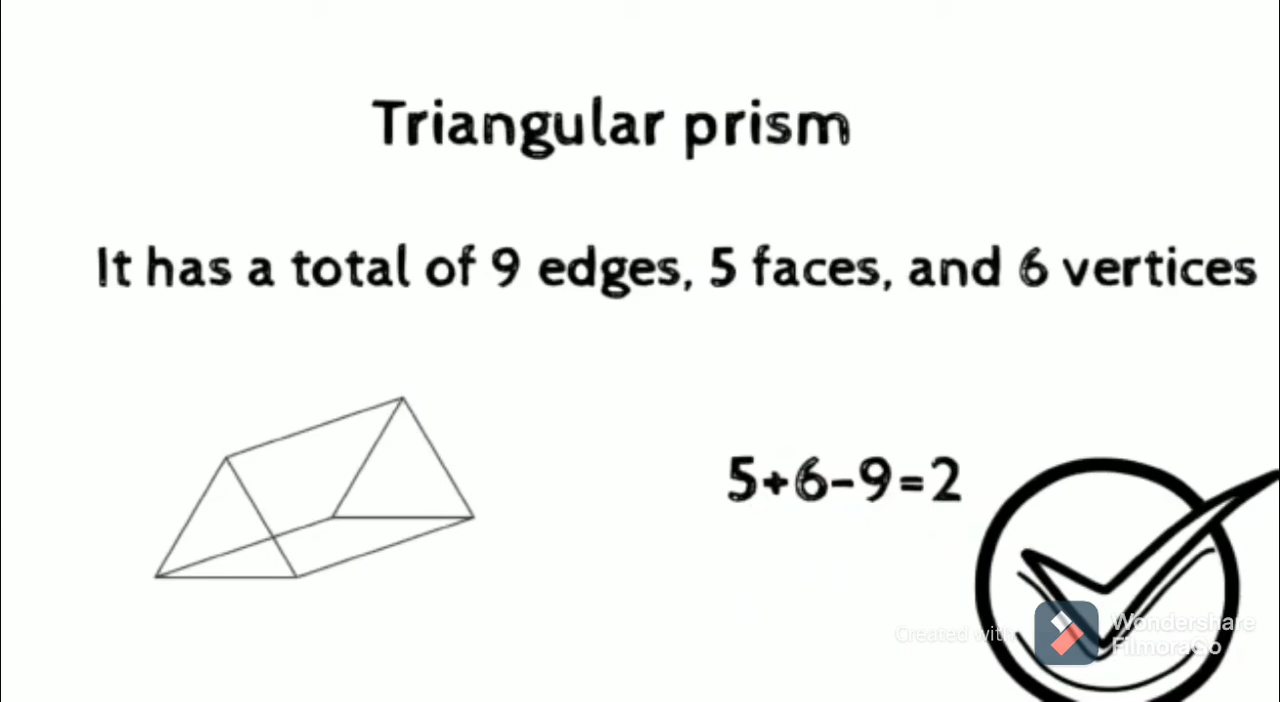 Triangular prism
It has a total of 9 edges, 5 faces, and 6 vertices
5+6-9=2
Created with
Wondershare
FilmoraGo